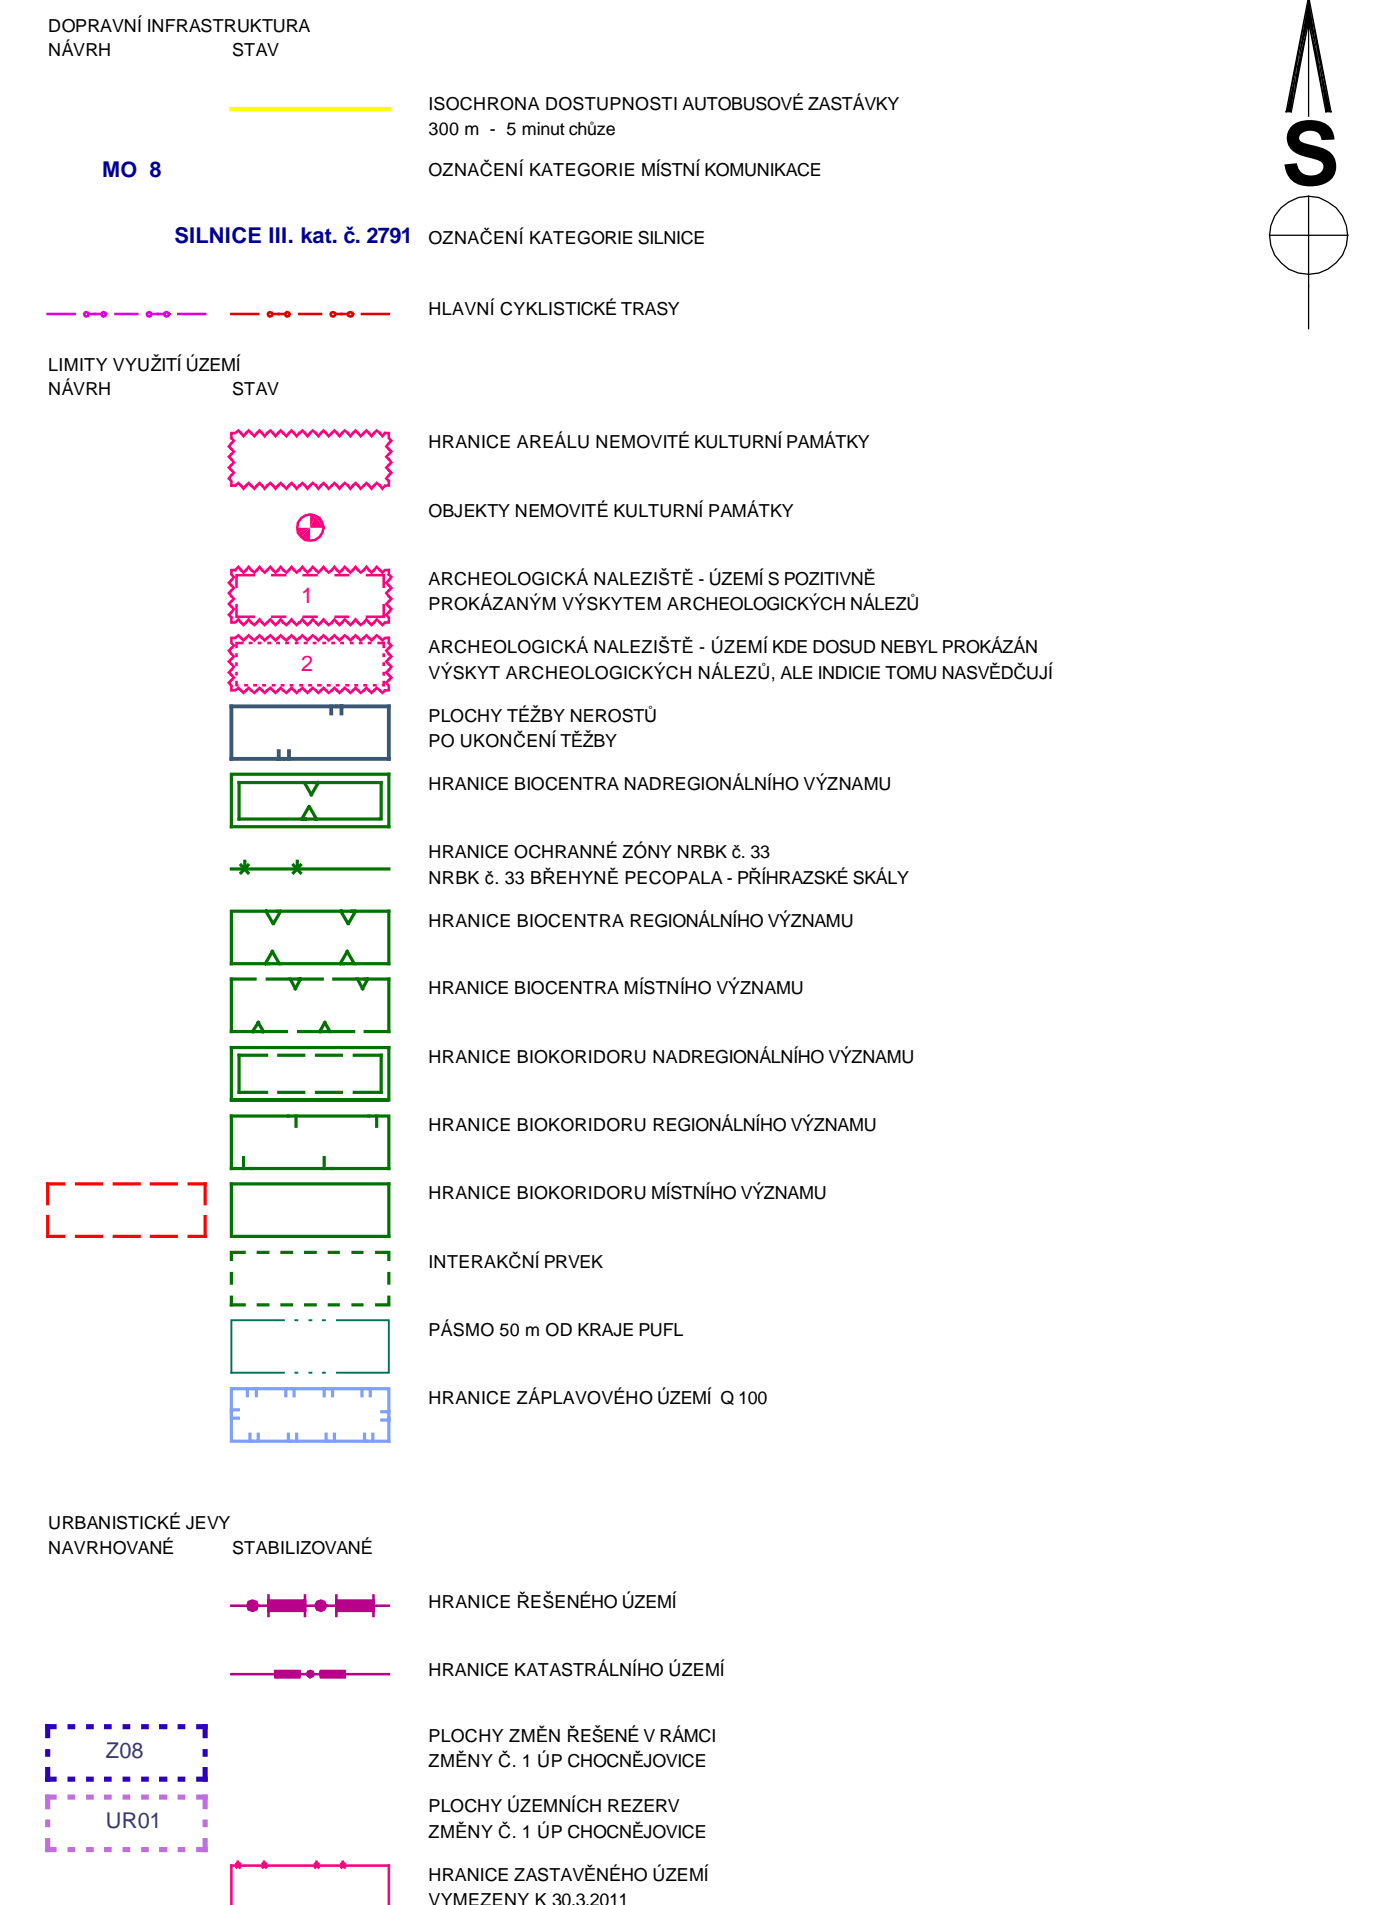 DOPRAVNÍ INFRASTRUKTURA
NÁVRH STAV
ISOCHRONA DOSTUPNOSTI AUTOBUSOVÉ ZASTÁVKY
300 m - 5 minut chůze
MO 8 OZNAČENÍ KATEGORIE MÍSTNÍ KOMUNIKACE
S
SILNICE III. kat. č. 2791 OZNAČENÍ KATEGORIE SILNICE
HLAVNÍ CYKLISTICKÉ TRASY
LIMITY VYUŽITÍ ÚZEMÍ
NÁVRH STAV
HRANICE AREÁLU NEMOVITÉ KULTURNÍ PAMÁTKY
OBJEKTY NEMOVITÉ KULTURNÍ PAMÁTKY
ARCHEOLOGICKÁ NALEZIŠTĚ - ÚZEMÍ S POZITIVNĚ
1
PROKÁZANÝM VÝSKYTEM ARCHEOLOGICKÝCH NÁLEZŮ
ARCHEOLOGICKÁ NALEZIŠTĚ - ÚZEMÍ KDE DOSUD NEBYL PROKÁZÁN
2
VÝSKYT ARCHEOLOGICKÝCH NÁLEZŮ, ALE INDICIE TOMU NASVĚDČUJÍ
PLOCHY TÉŽBY NEROSTŮ
PO UKONČENÍ TĚŽBY
HRANICE BIOCENTRA NADREGIONÁLNÍHO VÝZNAMU
HRANICE OCHRANNÉ ZÓNY NRBK č. 33
NRBK č. 33 BŘEHYNĚ PECOPALA - PŘÍHRAZSKÉ SKÁLY
HRANICE BIOCENTRA REGIONÁLNÍHO VÝZNAMU
HRANICE BIOCENTRA MÍSTNÍHO VÝZNAMU
HRANICE BIOKORIDORU NADREGIONÁLNÍHO VÝZNAMU
HRANICE BIOKORIDORU REGIONÁLNÍHO VÝZNAMU
HRANICE BIOKORIDORU MÍSTNÍHO VÝZNAMU
INTERAKČNÍ PRVEK
PÁSMO 50 m OD KRAJE PUFL
HRANICE ZÁPLAVOVÉHO ÚZEMÍ Q 100
URBANISTICKÉ JEVY
NAVRHOVANÉ STABILIZOVANÉ
HRANICE ŘEŠENÉHO ÚZEMÍ
HRANICE KATASTRÁLNÍHO ÚZEMÍ
PLOCHY ZMĚN ŘEŠENÉ V RÁMCI
Z08
ZMĚNY Č. 1 ÚP CHOCNĚJOVICE
PLOCHY ÚZEMNÍCH REZERV
UR01
ZMĚNY Č. 1 ÚP CHOCNĚJOVICE
HRANICE ZASTAVĚNÉHO ÚZEMÍ
VYMEZENY K 30.3.2011